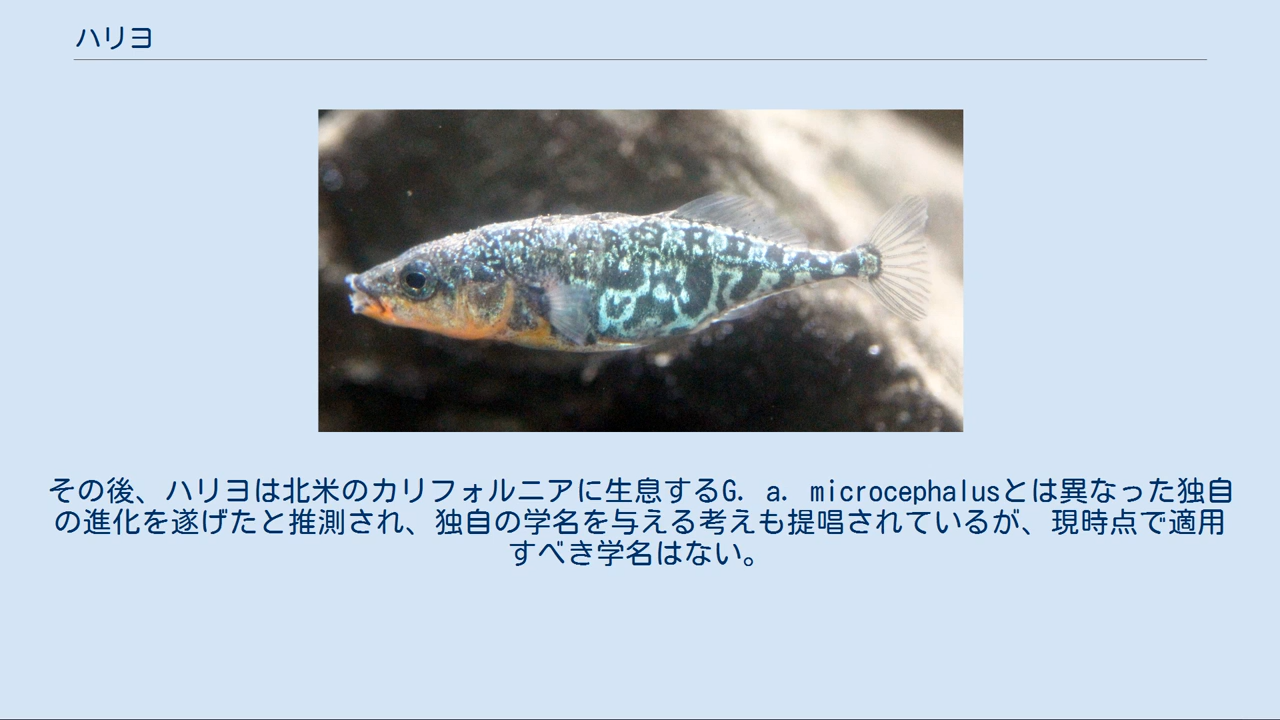 ハリヨ
その後、ハリヨは北米のカリフォルニアに生息するG. a. microcephalusとは異なった独自
の進化を遂げたと推測され、独自の学名を与える考えも提唱されているが、現時点で適用
すべき学名はない。